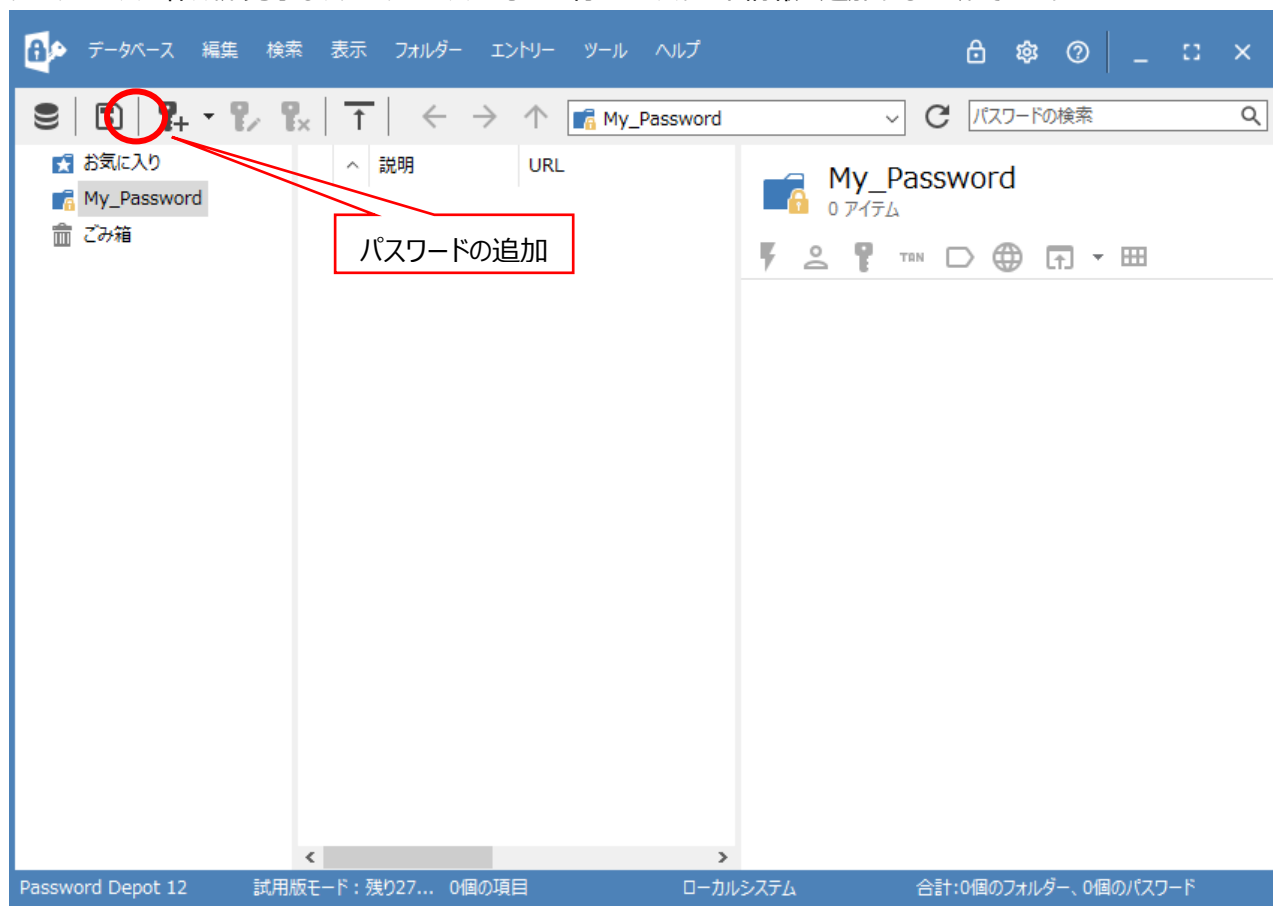 データベース 編集 検索 表示 フォルダー エントリー ツール ヘルプ
My_Password パスワードの検索
お気に入り
My_Password
ごみ箱
説明 URL
パスワードの追加
My_Password
0 アイテム
TAN
Password Depot 12 試用版モード：残り27... 0個の項目 ローカルシステム 合計:0個のフォルダー、0個のパスワード